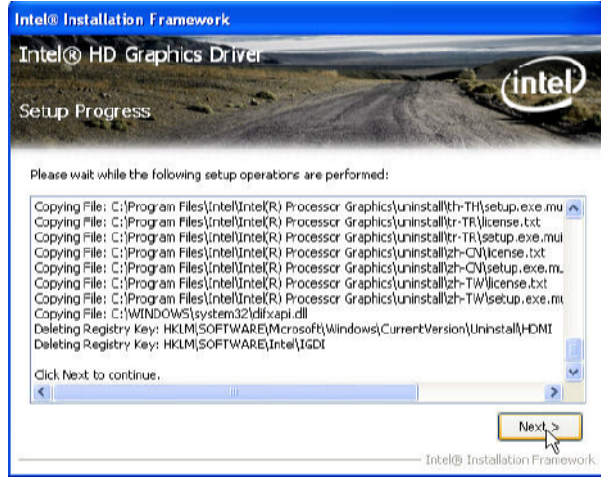 Intel® Installation Framework
Intel® HD Graphics Driver
intel
Setup Progress
Please wait while the following setup operations are performed:
Copying File: C:\Program Files\Intel\Intel(R) Processor Graphics\uninstall\th-TH\setup.exe.mu
Copying File: C:\Program Files\Intel\Intel(R) Processor Graphics\uninstall\tr-TR\license.txt
Copying File: C:\Program Files\Intel\Intel(R) Processor Graphics\uninstall\tr-TR\setup.exe.mui
Copying File: C:\Program Files\Intel\Intel(R) Processor Graphics\uninstall\zh-CN\license.txt
Copying File: C:\Program Files\Intel\Intel(R) Processor Graphics\uninstall\zh-CN\setup.exe.mu
Copying File: C:\Program Files\Intel\Intel(R) Processor Graphics\uninstall\zh-TW\license.txt
Copying File: C:\Program Files\Intel\Intel(R) Processor Graphics\uninstall\zh-TW\setup.exe.mu
Copying File: C:\WINDOWS\system32\difxapi.dll
Deleting Registry Key: HKLM\SOFTWARE\Microsoft\Windows\CurrentVersion\Uninstall\HDMI
Deleting Registry Key: HKLM\SOFTWARE\Intel\IGDI
Click Next to continue.
Next >
Intel® Installation Framework